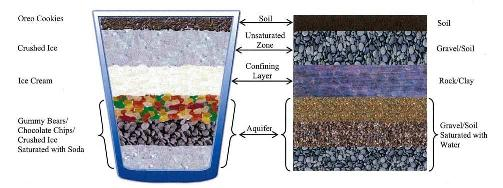 Oreo Cookies
Crushed Ice
Ice Cream
Gummy Bears/
Chocolate Chips/
Crushed Ice
Saturated with Soda
Soil
Unsaturated
Zone
Confining
Layer
Aquifer
Soil
Gravel/Soil
Rock/Clay
Gravel/Soil
Saturated with
Water